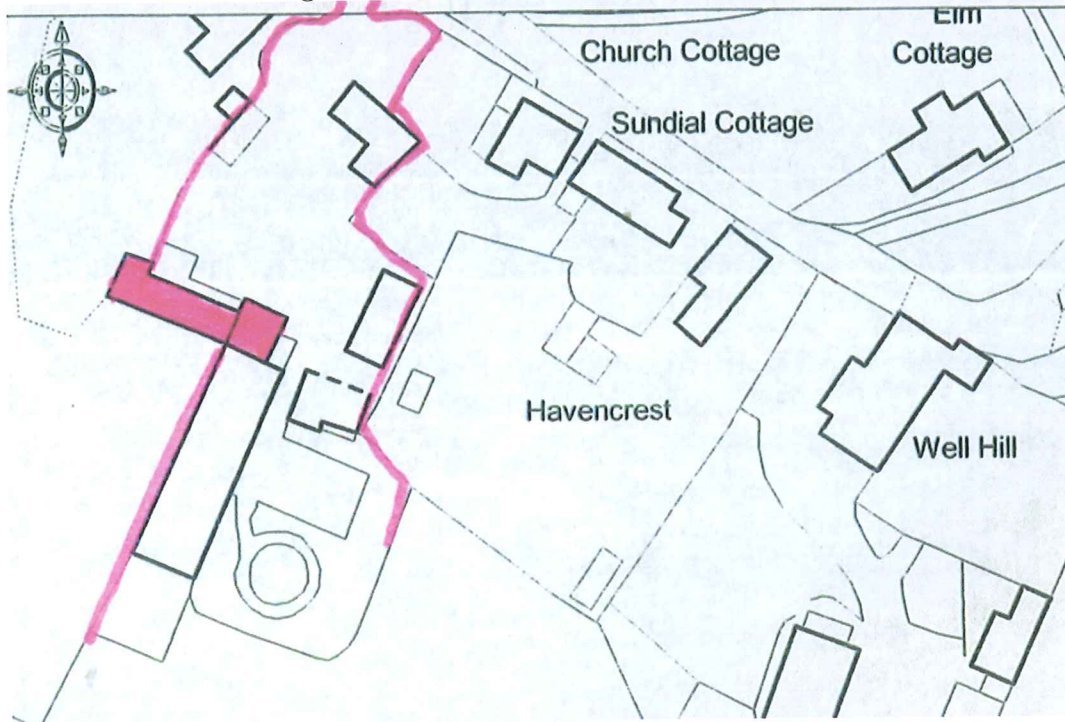 Elm
Cottage
Church Cottage
Sundial Cottage
Havencrest
Well Hill